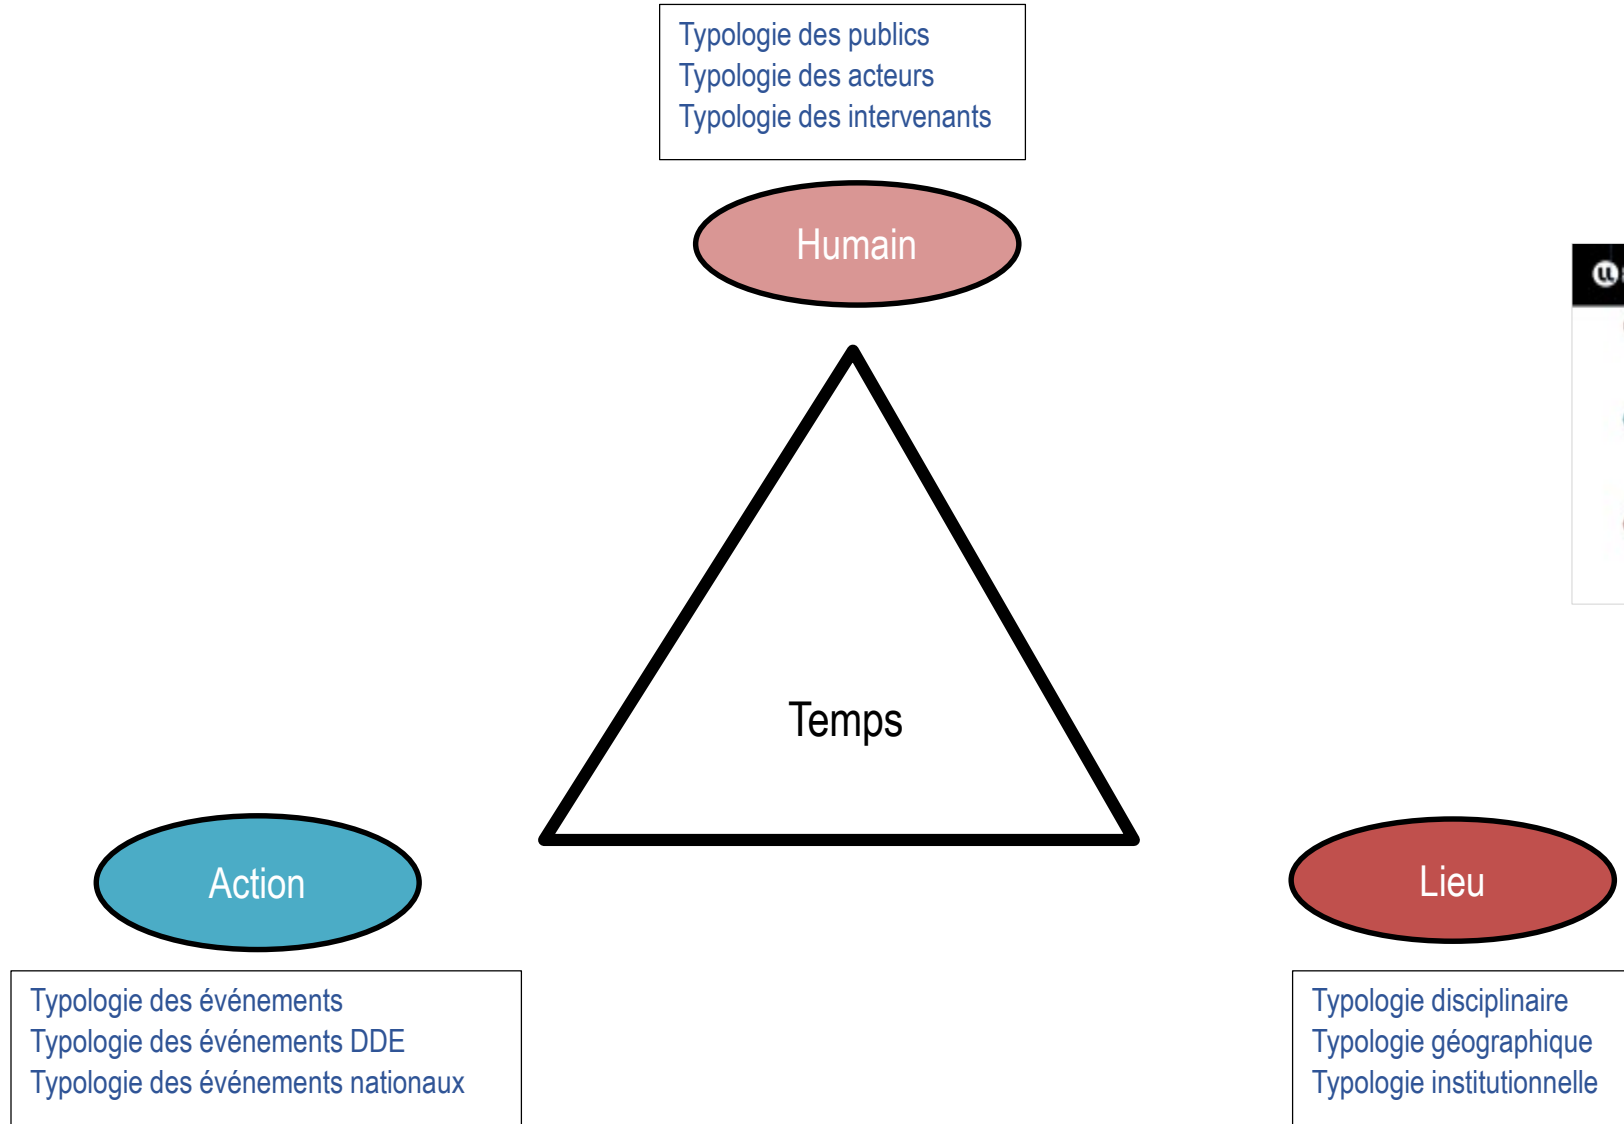 Typologie des publics
Typologie des acteurs
Typologie des intervenants
Humain
Temps
Action
Lieu
Typologie des événements
Typologie des événements DDE
Typologie des événements nationaux
Typologie disciplinaire
Typologie géographique
Typologie institutionnelle